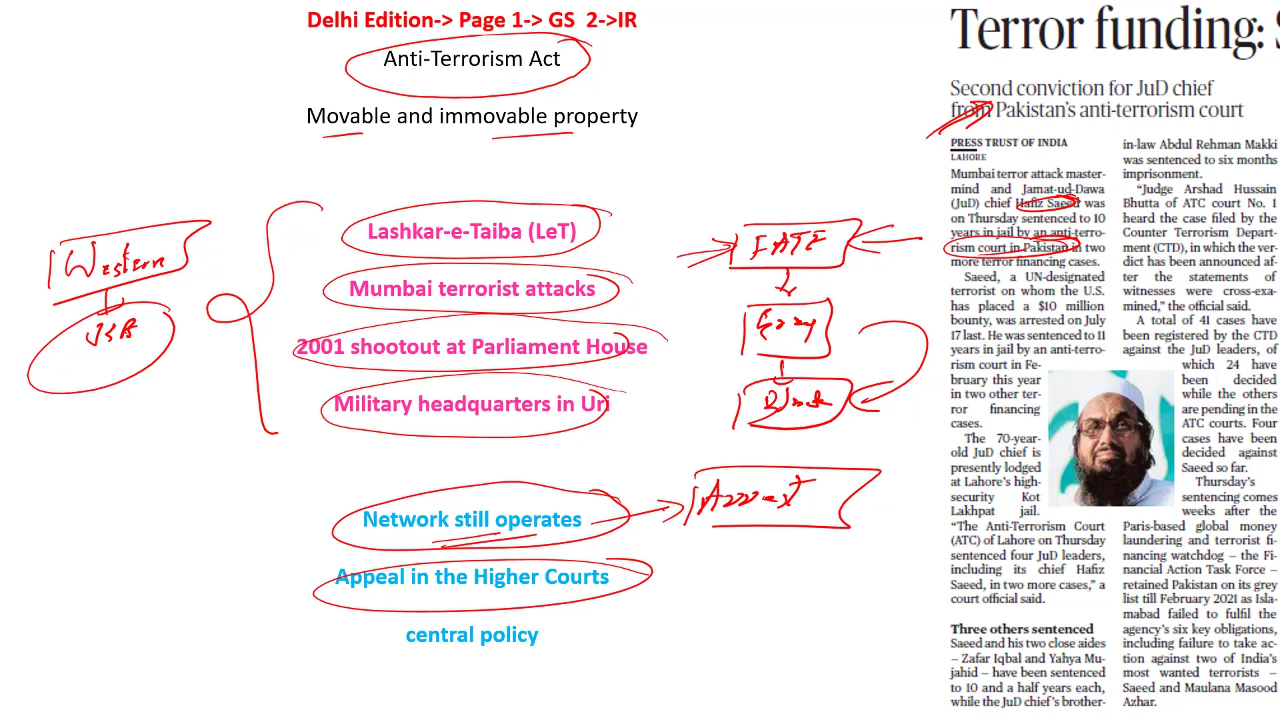 Delhi Edition-> Page 1-> GS 2->IR
Anti-Terrorism Act
Movable and immovable property
Lashkar-e-Taiba (LeT)
Mumbai terrorist attacks
2001 shootout at Parliament House
Military headquarters in Uri
Network still operates
Appeal in the Higher Courts
central policy
Western
FATF
Grey
Terror funding:
Second conviction for JuD chief
from Pakistan's anti-terrorism court
PRESS TRUST OF INDIA
LAHORE
Mumbai terror attack master-
mind and Jamat-ud-Dawa
(JuD) chief Hafiz Saeed was
on Thursday sentenced to 10
years in jail by an anti-terro-
rism court in Pakistan in two
more terror financing cases.
Saeed, a UN-designated
terrorist on whom the U.S.
has placed a $10 million
bounty, was arrested on July
17 last. He was sentenced to 11
years in jail by an anti-terro-
rism court in Fe-
bruary this year
in two other ter-
ror financing
cases.
The 70-year-
old JuD chief is
presently lodged
at Lahore's high-
security Kot
Lakhpat jail.
"The Anti-Terrorism Court
(ATC) of Lahore on Thursday
sentenced four JuD leaders,
including its chief Hafiz
Saeed, in two more cases," a
court official said.
Three others sentenced
Saeed and his two close aides
– Zafar Iqbal and Yahya Mu-
jahid – have been sentenced
to 10 and a half years each,
while the JuD chief's brother-
in-law Abdul Rehman Makki
was sentenced to six months
imprisonment.
"Judge Arshad Hussain
Bhutta of ATC court No. 1
heard the case filed by the
Counter Terrorism Depart-
ment (CTD), in which the ver-
dict has been announced af-
ter the statements of
witnesses were cross-exa-
mined," the official said.
A total of 41 cases have
been registered by the CTD
against the JuD leaders, of
which 24 have
been decided
while the others
are pending in the
ATC courts. Four
cases have been
decided against
Saeed so far.
Thursday's
sentencing comes
weeks after the
Paris-based global money
laundering and terrorist fi-
nancing watchdog – the Fi-
nancial Action Task Force –
retained Pakistan on its grey
list till February 2021 as Isla-
mabad failed to fulfil the
agency's six key obligations,
including failure to take ac-
tion against two of India's
most wanted terrorists –
Saeed and Maulana Masood
Azhar.